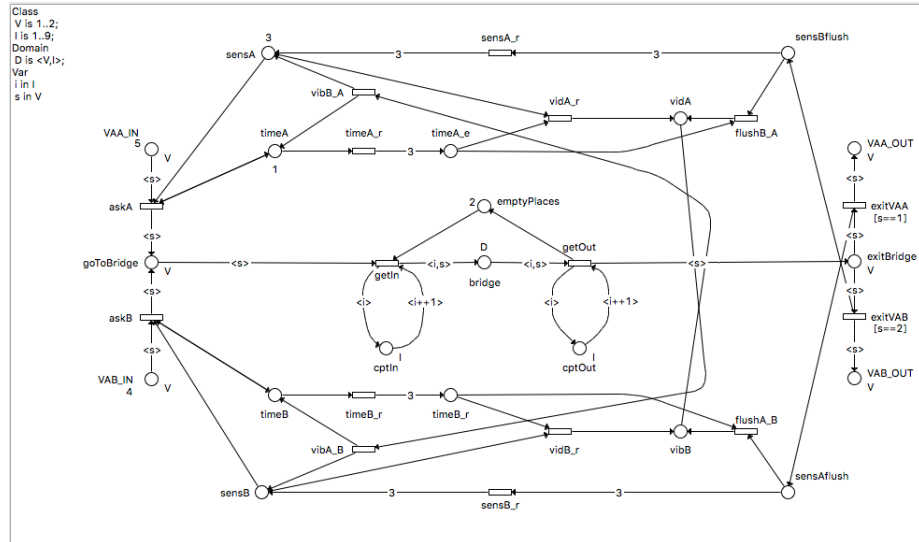 Class
V is 1..2;
I is 1..9;
Domain
D is <V,I>;
Var
i in I
s in V
3
sensA
3
sensA_r
3
sensBflush
vibB_A
vidA_r
vidA
flushB_A
VAA_IN
5
V
timeA
1
timeA_r
3
timeA_e
VAA_OUT
V
<s>
<s>
askA
exitVAA
[s==1]
2
emptyPlaces
<s>
<s>
goToBridge
V
<s>
getIn
<i,s>
D
bridge
<i,s>
getOut
<s>
exitBridge
V
<i>
<i++1>
<i>
<i++1>
<s>
<s>
askB
exitVAB
[s==2]
I
cptIn
I
cptOut
<s>
<s>
VAB_IN
4
V
VAB_OUT
V
timeB
timeB_r
3
timeB_r
flushA_B
vibA_B
vidB_r
vibB
sensB
3
sensB_r
3
sensAflush